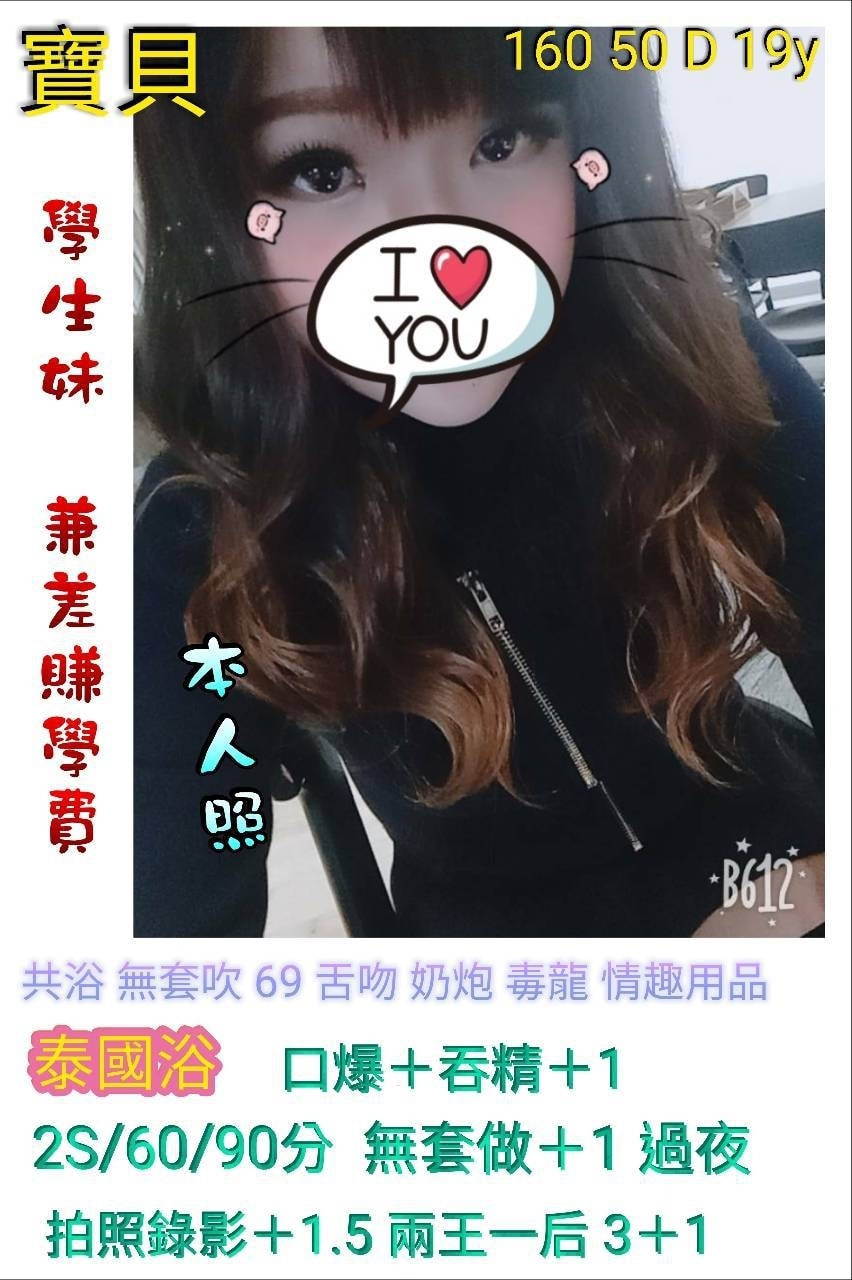 寶貝
160 50 D 19y
學生妹 兼差賺學費
I ❤ YOU
本人照
B612
共浴 無套吹 69 舌吻 奶炮 毒龍 情趣用品
泰國浴 口爆＋吞精＋1
2S/60/90分 無套做＋1 過夜
拍照錄影＋1.5 兩王一后 3＋1